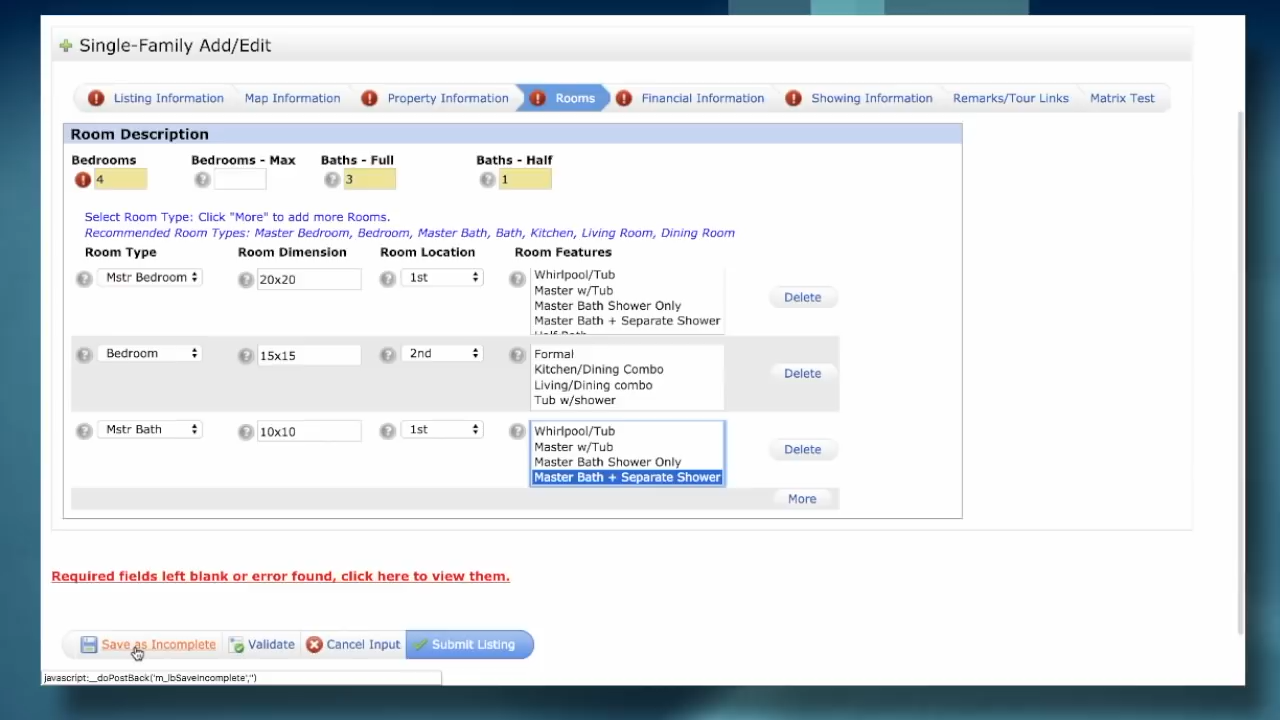 Single-Family Add/Edit
Listing Information Map Information Property Information Rooms Financial Information Showing Information Remarks/Tour Links Matrix Test
Room Description
Bedrooms Bedrooms - Max Baths - Full Baths - Half
4 3 1
Select Room Type: Click "More" to add more Rooms.
Recommended Room Types: Master Bedroom, Bedroom, Master Bath, Bath, Kitchen, Living Room, Dining Room
Room Type Room Dimension Room Location Room Features
Mstr Bedroom 20x20 1st
Whirlpool/Tub
Master w/Tub
Master Bath Shower Only
Master Bath + Separate Shower
Half Bath
Delete
Bedroom 15x15 2nd
Formal
Kitchen/Dining Combo
Living/Dining combo
Tub w/shower
Delete
Mstr Bath 10x10 1st
Whirlpool/Tub
Master w/Tub
Master Bath Shower Only
Master Bath + Separate Shower
Delete
More
Required fields left blank or error found, click here to view them.
Save as Incomplete Validate Cancel Input Submit Listing
javascript:__doPostBack('m_lbSaveIncomplete','')